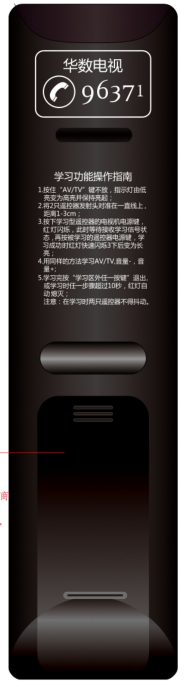 华数电视
96371
学习功能操作指南
1.按住“AV/TV”键不放，指示灯由低
亮变为高亮并保持亮起；
2.将2只遥控器发射头对准在一直线上，
距离1-3cm；
3.按下学习型遥控器的电视机电源键，
红灯闪烁，此时等待接收学习信号状
态，再按被学习的遥控器电源键，学
习成功时红灯快速闪烁3下后变为长
亮；
4.用同样的方法学习AV/TV,音量-，音
量+；
5.学习完按“学习区外任一按键”退出,
或学习时任一步骤超过10秒，红灯自
动熄灭；
注意：在学习时两只遥控器不得抖动。
商